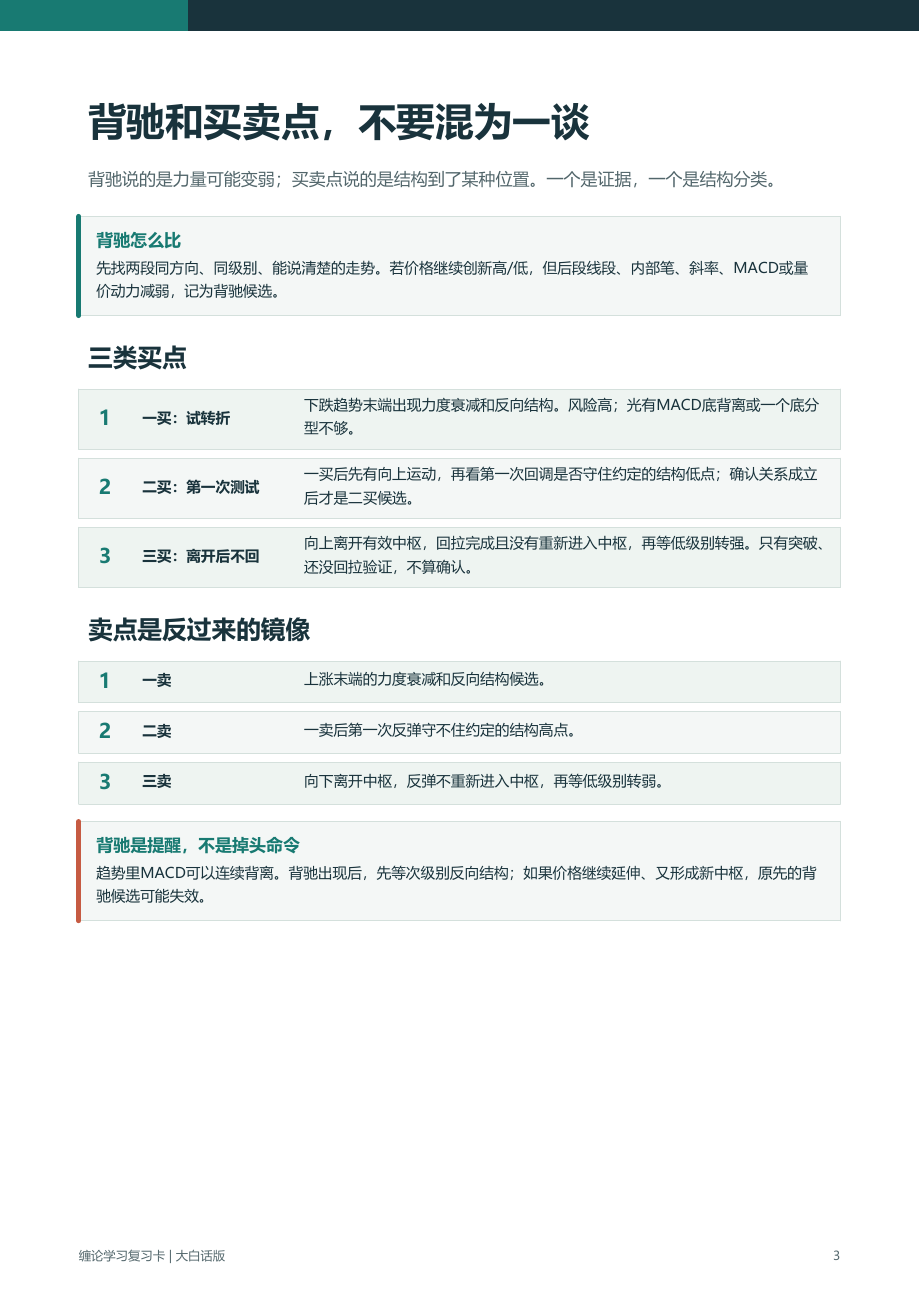 背驰和买卖点，不要混为一谈
背驰说的是力量可能变弱；买卖点说的是结构到了某种位置。一个是证据，一个是结构分类。
背驰怎么比
先找两段同方向、同级别、能说清楚的走势。若价格继续创新高/低，但后段线段、内部笔、斜率、MACD或量
价动力减弱，记为背驰候选。
三类买点
1 一买：试转折 下跌趋势末端出现力度衰减和反向结构。风险高；光有MACD底背离或一个底分
型不够。
2 二买：第一次测试 一买后先有向上运动，再看第一次回调是否守住约定的结构低点；确认关系成立
后才是二买候选。
3 三买：离开后不回 向上离开有效中枢，回拉完成且没有重新进入中枢，再等低级别转强。只有突破、
还没回拉验证，不算确认。
卖点是反过来的镜像
1 一卖 上涨末端的力度衰减和反向结构候选。
2 二卖 一卖后第一次反弹守不住约定的结构高点。
3 三卖 向下离开中枢，反弹不重新进入中枢，再等低级别转弱。
背驰是提醒，不是掉头命令
趋势里MACD可以连续背离。背驰出现后，先等次级别反向结构；如果价格继续延伸、又形成新中枢，原先的背
驰候选可能失效。
缠论学习复习卡 | 大白话版
3